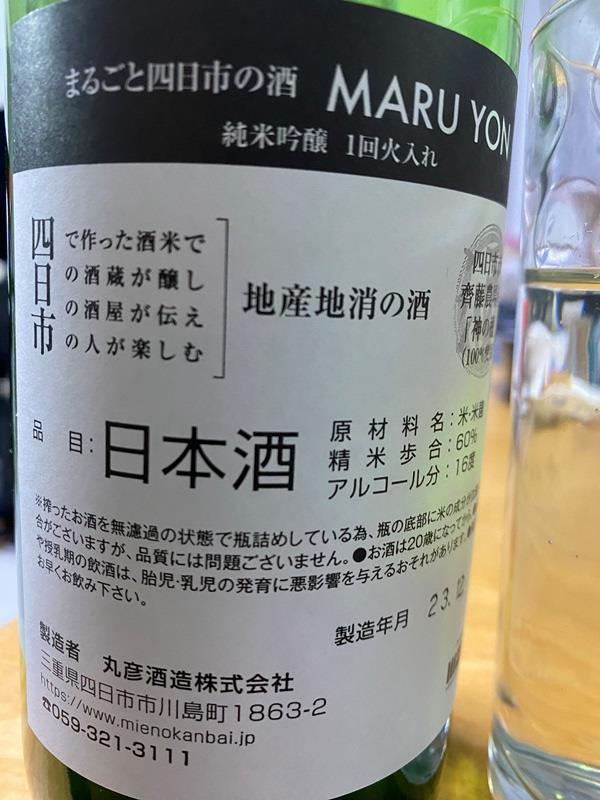 まるごと四日市の酒 MARU YON
純米吟醸 1回火入れ
四日市
で作った酒米で
の酒蔵が醸し
の酒屋が伝え
の人が楽しむ
地産地消の酒
四日市
齊藤農
「神の
(100%使
品目:日本酒
原材料名:米・米麹
精米歩合:60%
アルコール分:16度
※搾ったお酒を無濾過の状態で瓶詰めしている為、瓶の底部に米の成分が
合がございますが、品質には問題ございません。●お酒は20歳になってから。
や授乳期の飲酒は、胎児・乳児の発育に悪影響を与えるおそれがあります。
お早くお飲み下さい。
製造年月 23.12
製造者 丸彦酒造株式会社
三重県四日市市川島町1863-2
https://www.mienokanbai.jp
☎059-321-3111